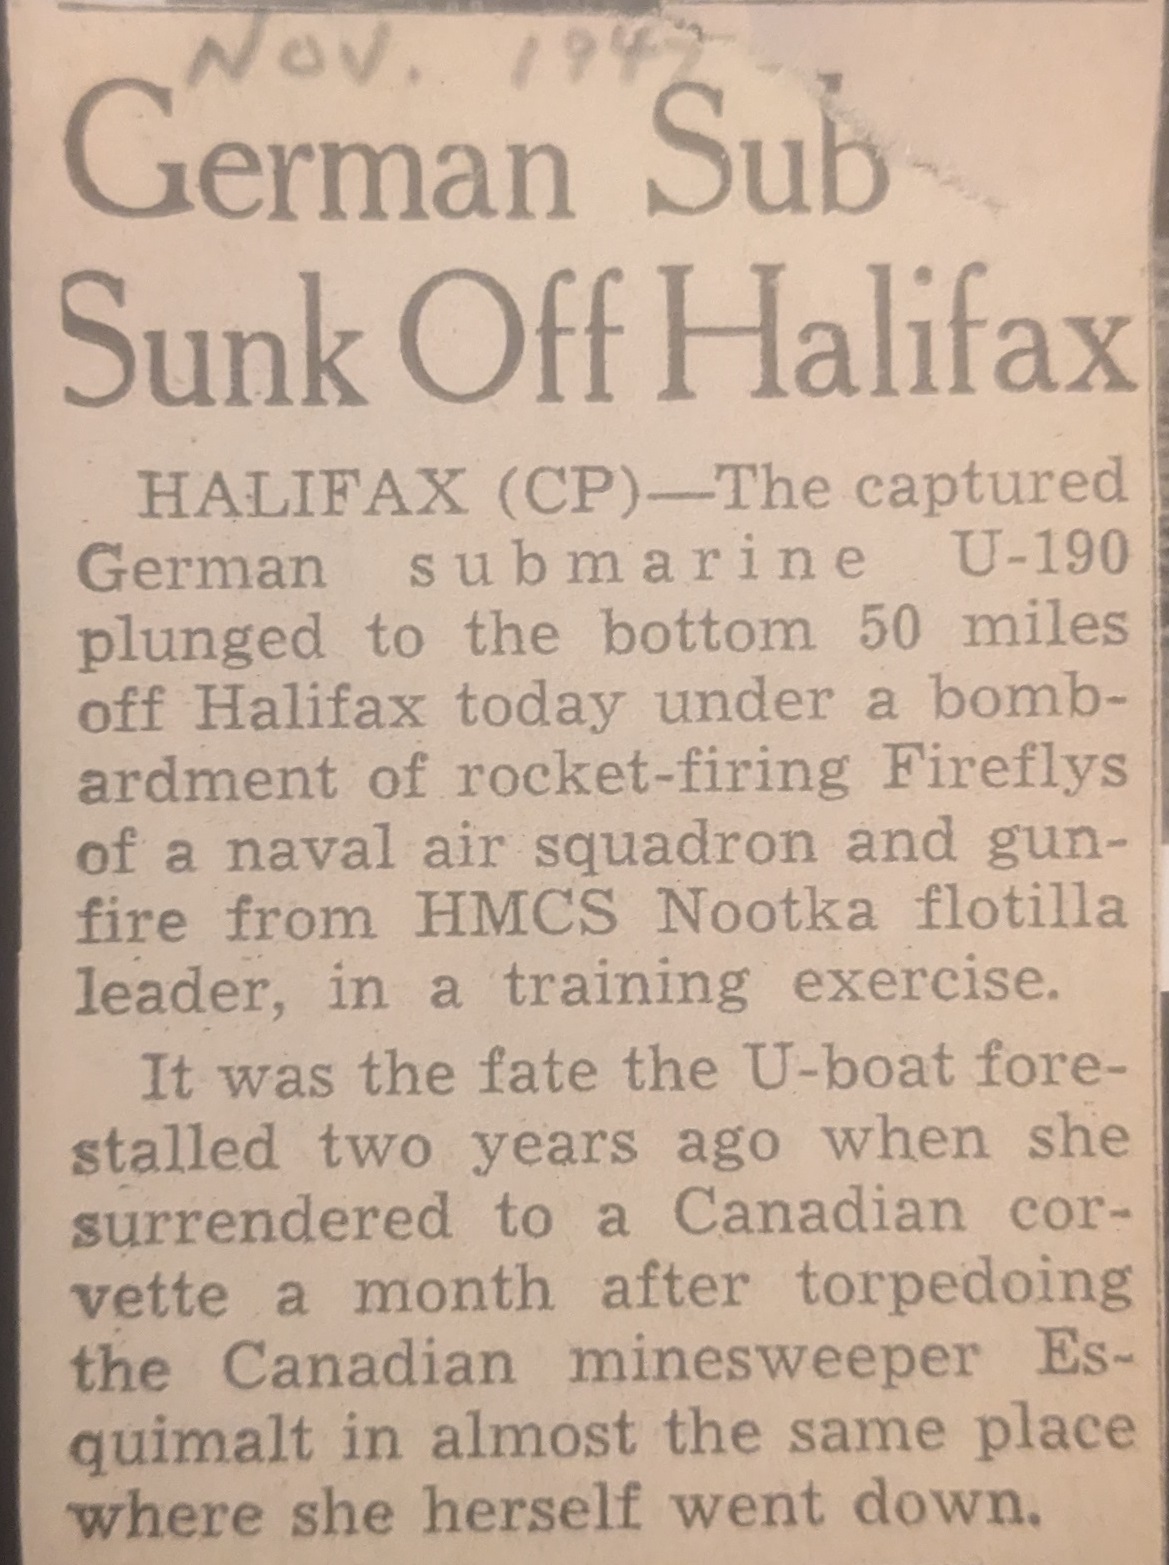 Nov. 1947
German Sub
Sunk Off Halifax
HALIFAX (CP)—The captured
German submarine U-190
plunged to the bottom 50 miles
off Halifax today under a bomb-
ardment of rocket-firing Fireflys
of a naval air squadron and gun-
fire from HMCS Nootka flotilla
leader, in a training exercise.
It was the fate the U-boat fore-
stalled two years ago when she
surrendered to a Canadian cor-
vette a month after torpedoing
the Canadian minesweeper Es-
quimalt in almost the same place
where she herself went down.